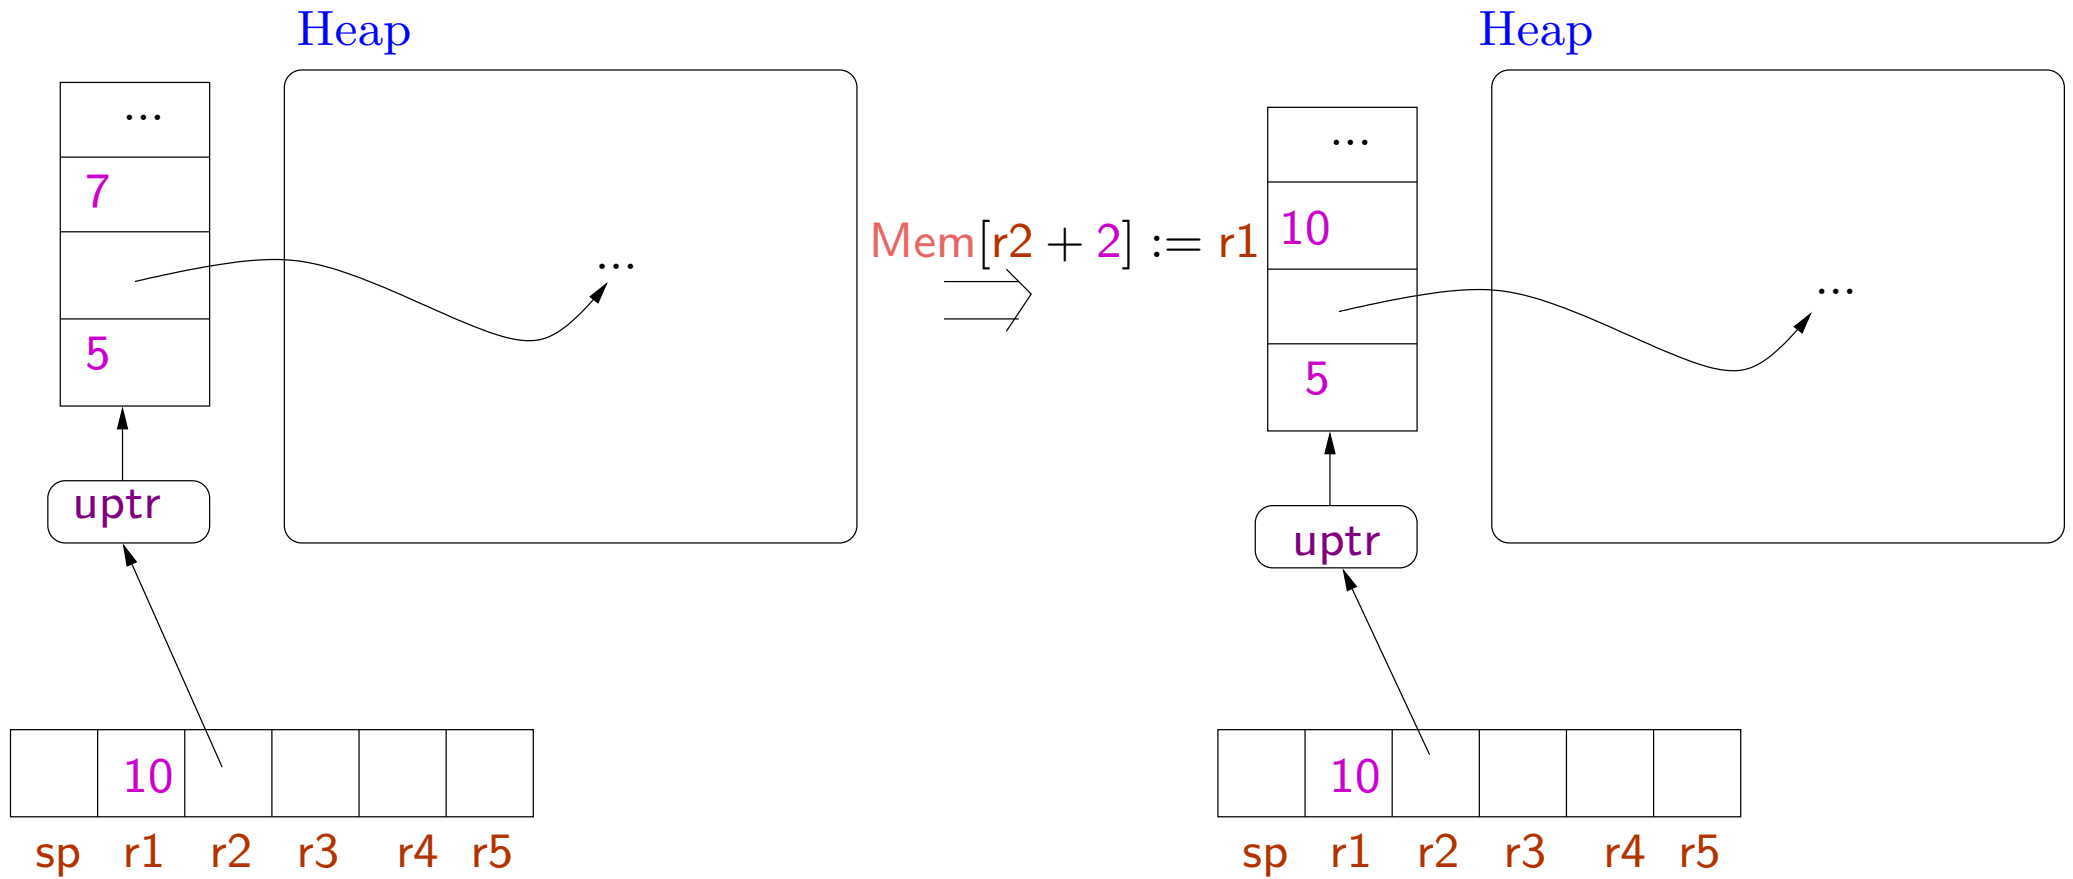 Heap
...
7
...
5
uptr
10
sp r1 r2 r3 r4 r5
Mem[r2 + 2] := r1
Heap
...
10
...
5
uptr
10
sp r1 r2 r3 r4 r5